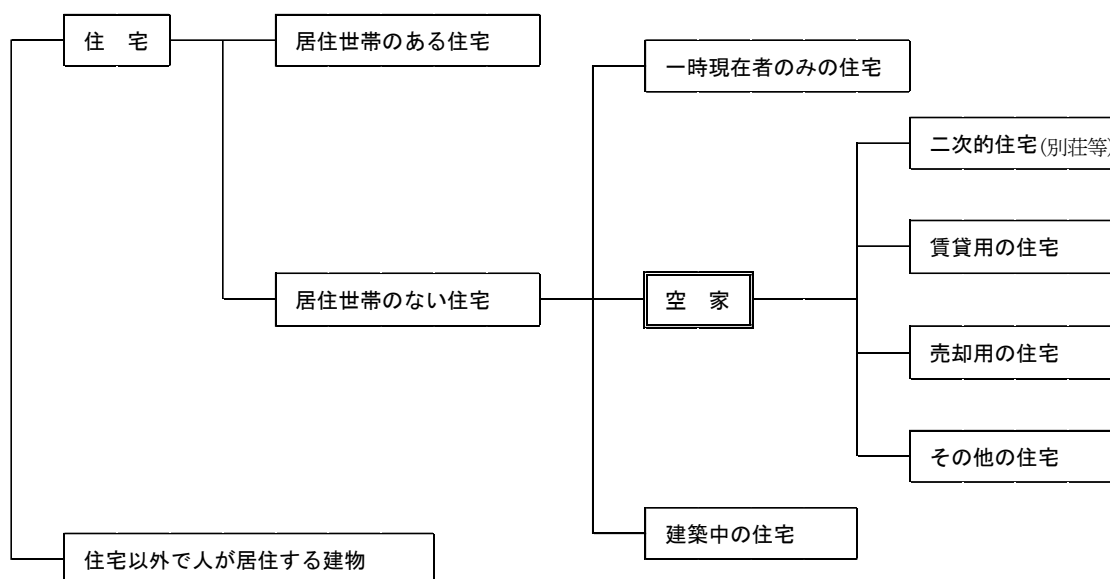 住　宅
居住世帯のある住宅
一時現在者のみの住宅
二次的住宅(別荘等)
賃貸用の住宅
居住世帯のない住宅
空　家
売却用の住宅
その他の住宅
建築中の住宅
住宅以外で人が居住する建物